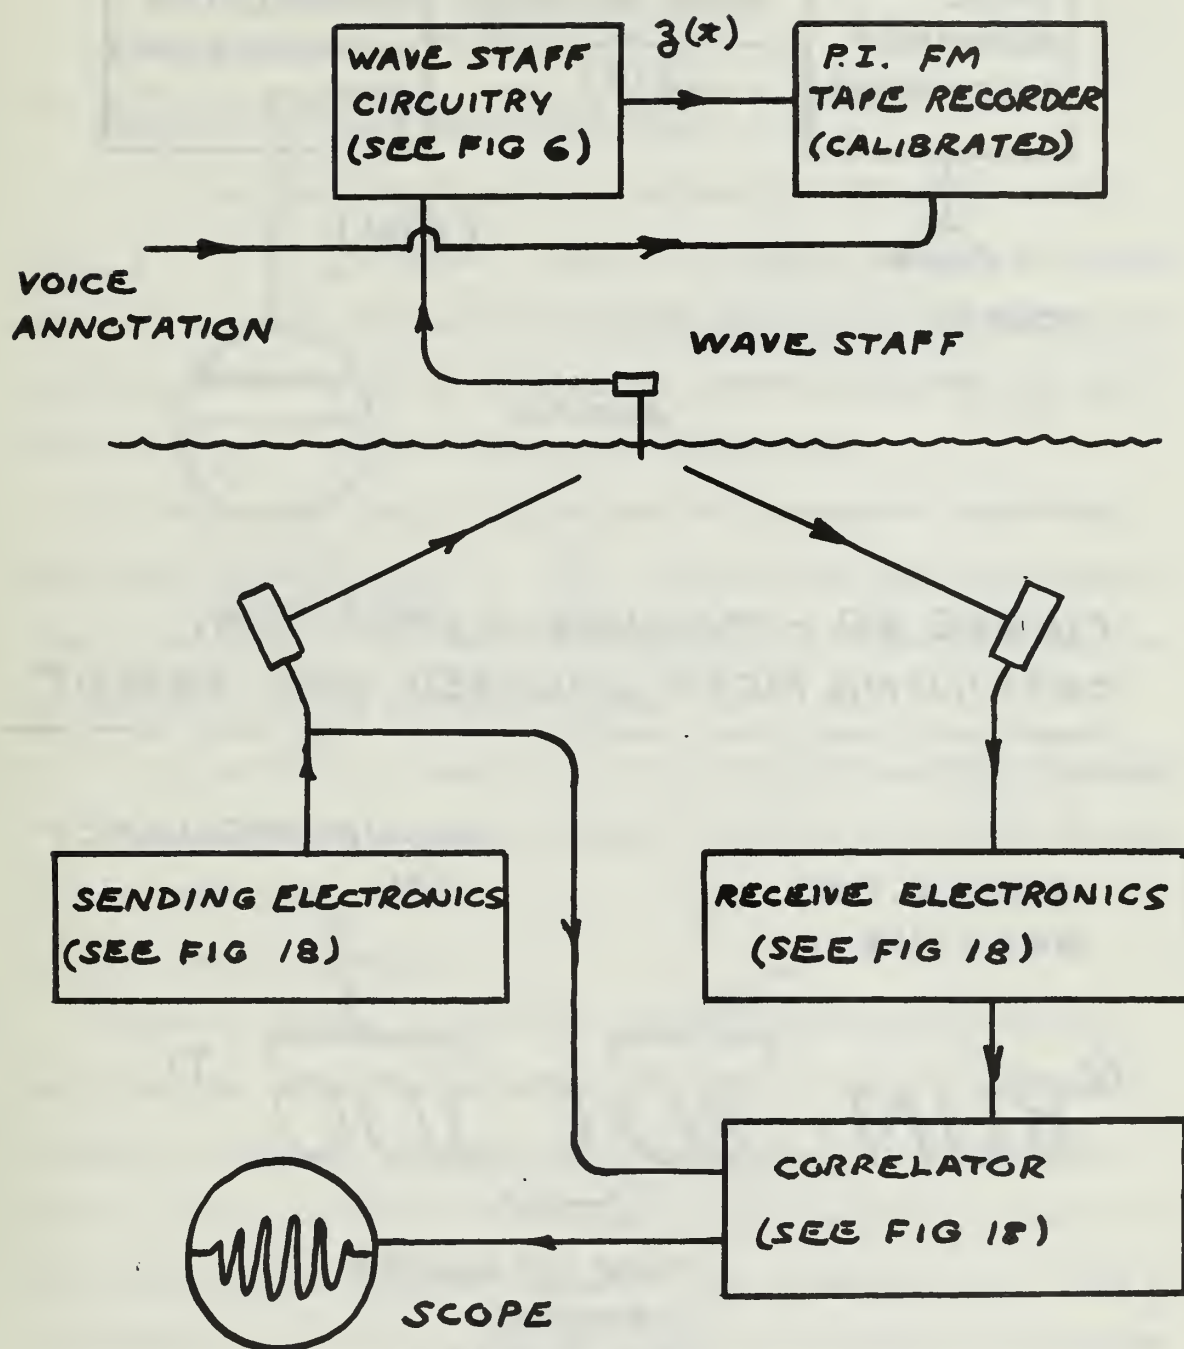 WAVE STAFF
CIRCUITRY
(SEE FIG 6)
z(t)
P.I. FM
TAPE RECORDER
(CALIBRATED)
VOICE
ANNOTATION
WAVE STAFF
SENDING ELECTRONICS
(SEE FIG 18)
RECEIVE ELECTRONICS
(SEE FIG 18)
CORRELATOR
(SEE FIG 18)
SCOPE